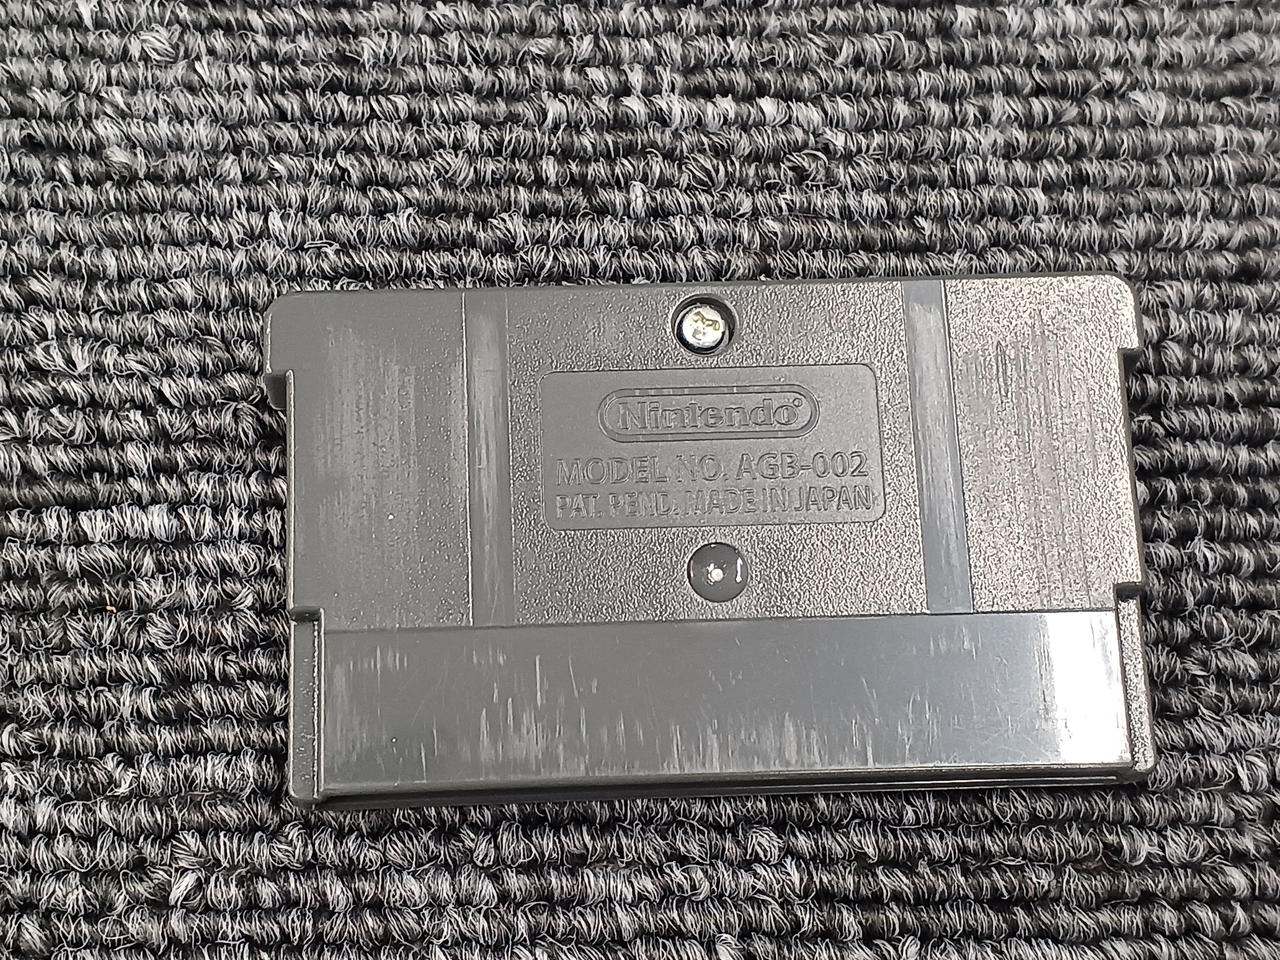 Nintendo®
MODEL NO. AGB-002
PAT. PEND. MADE IN JAPAN